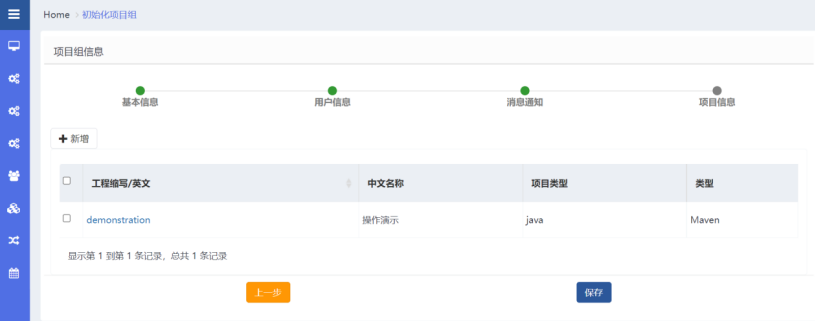 Home > 初始化项目组
项目组信息
基本信息 用户信息 消息通知 项目信息
新增
工程缩写/英文 中文名称 项目类型 类型
demonstration 操作演示 java Maven
显示第 1 到第 1 条记录，总共 1 条记录
上一步 保存